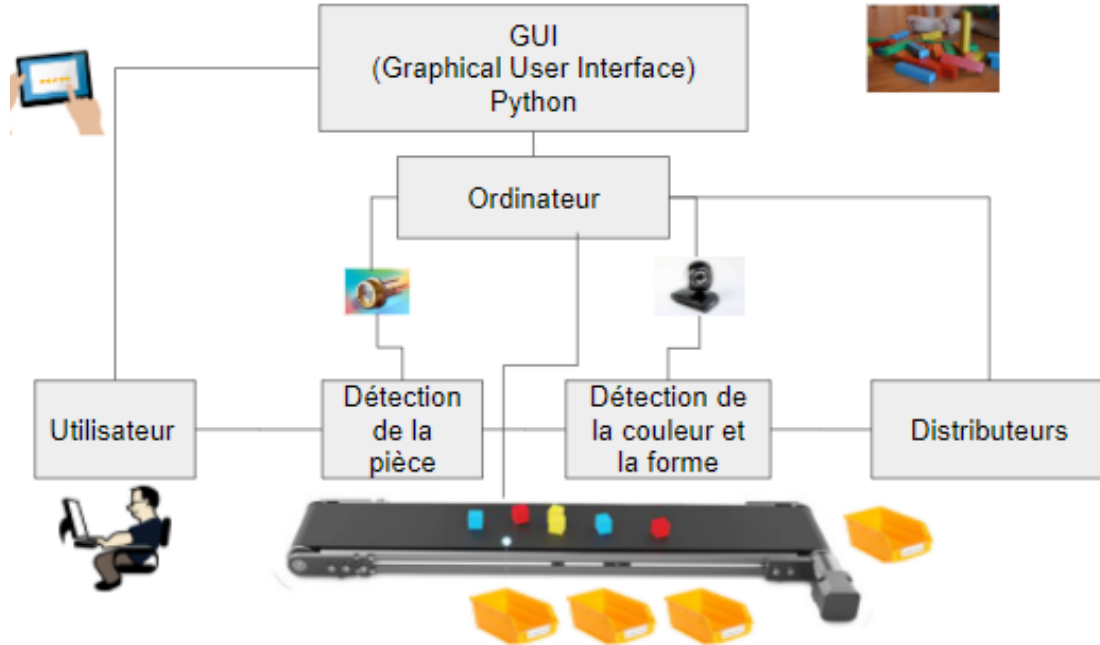 GUI
(Graphical User Interface)
Python
Ordinateur
Utilisateur
Détection
de la
pièce
Détection de
la couleur et
la forme
Distributeurs